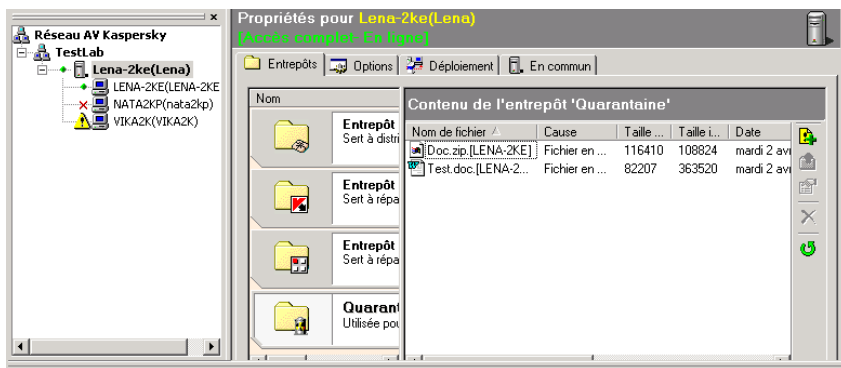 Réseau AV Kaspersky
TestLab
Lena-2ke(Lena)
LENA-2KE(LENA-2KE
NATA2KP(nata2kp)
VIKA2K(VIKA2K)
Propriétés pour Lena-2ke(Lena)
[Accès complet- En ligne]
Entrepôts Options Déploiement En commun
Nom
Entrepôt
Sert à distri
Entrepôt
Sert à répa
Entrepôt
Sert à répa
Quarant
Utilisée pou
Contenu de l'entrepôt 'Quarantaine'
Nom de fichier Cause Taille ... Taille i... Date
Doc.zip.[LENA-2KE] Fichier en ... 116410 108824 mardi 2 avr
Test.doc.[LENA-2... Fichier en ... 82207 363520 mardi 2 avr